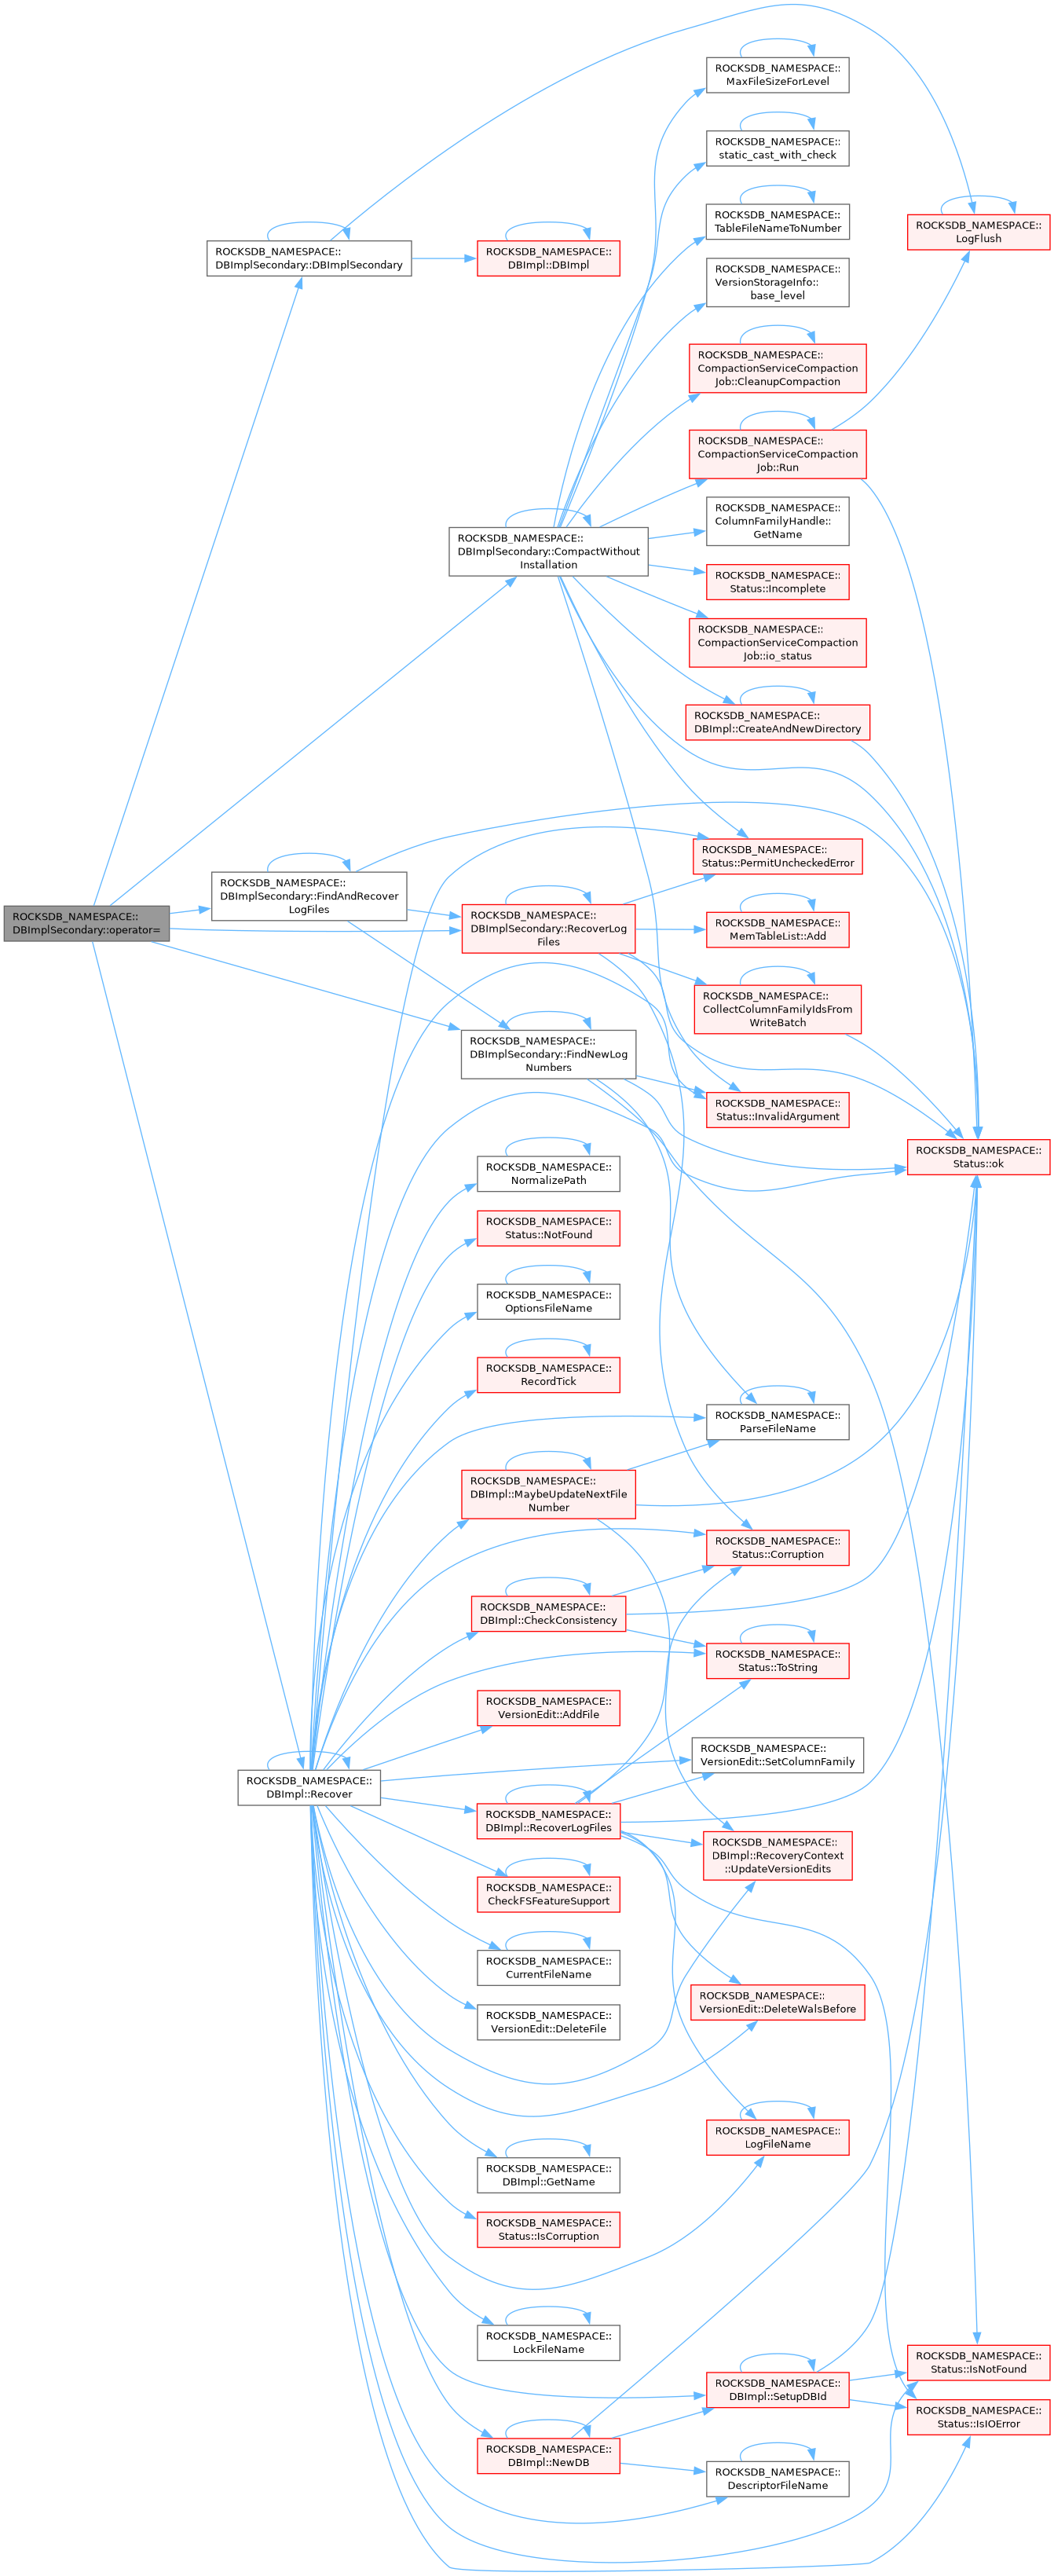 ROCKSDB_NAMESPACE::
MaxFileSizeForLevel
ROCKSDB_NAMESPACE::
static_cast_with_check
ROCKSDB_NAMESPACE::
TableFileNameToNumber
ROCKSDB_NAMESPACE::
LogFlush
ROCKSDB_NAMESPACE::
DBImplSecondary::DBImplSecondary
ROCKSDB_NAMESPACE::
DBImpl::DBImpl
ROCKSDB_NAMESPACE::
VersionStorageInfo::
base_level
ROCKSDB_NAMESPACE::
CompactionServiceCompaction
Job::CleanupCompaction
ROCKSDB_NAMESPACE::
CompactionServiceCompaction
Job::Run
ROCKSDB_NAMESPACE::
ColumnFamilyHandle::
GetName
ROCKSDB_NAMESPACE::
DBImplSecondary::CompactWithout
Installation
ROCKSDB_NAMESPACE::
Status::Incomplete
ROCKSDB_NAMESPACE::
CompactionServiceCompaction
Job::io_status
ROCKSDB_NAMESPACE::
DBImpl::CreateAndNewDirectory
ROCKSDB_NAMESPACE::
Status::PermitUncheckedError
ROCKSDB_NAMESPACE::
DBImplSecondary::FindAndRecover
LogFiles
ROCKSDB_NAMESPACE::
DBImplSecondary::operator=
ROCKSDB_NAMESPACE::
DBImplSecondary::RecoverLog
Files
ROCKSDB_NAMESPACE::
MemTableList::Add
ROCKSDB_NAMESPACE::
CollectColumnFamilyIdsFrom
WriteBatch
ROCKSDB_NAMESPACE::
DBImplSecondary::FindNewLog
Numbers
ROCKSDB_NAMESPACE::
Status::InvalidArgument
ROCKSDB_NAMESPACE::
Status::ok
ROCKSDB_NAMESPACE::
NormalizePath
ROCKSDB_NAMESPACE::
Status::NotFound
ROCKSDB_NAMESPACE::
OptionsFileName
ROCKSDB_NAMESPACE::
RecordTick
ROCKSDB_NAMESPACE::
ParseFileName
ROCKSDB_NAMESPACE::
DBImpl::MaybeUpdateNextFile
Number
ROCKSDB_NAMESPACE::
Status::Corruption
ROCKSDB_NAMESPACE::
DBImpl::CheckConsistency
ROCKSDB_NAMESPACE::
Status::ToString
ROCKSDB_NAMESPACE::
VersionEdit::AddFile
ROCKSDB_NAMESPACE::
VersionEdit::SetColumnFamily
ROCKSDB_NAMESPACE::
DBImpl::Recover
ROCKSDB_NAMESPACE::
DBImpl::RecoverLogFiles
ROCKSDB_NAMESPACE::
DBImpl::RecoveryContext
::UpdateVersionEdits
ROCKSDB_NAMESPACE::
CheckFSFeatureSupport
ROCKSDB_NAMESPACE::
CurrentFileName
ROCKSDB_NAMESPACE::
VersionEdit::DeleteWalsBefore
ROCKSDB_NAMESPACE::
VersionEdit::DeleteFile
ROCKSDB_NAMESPACE::
LogFileName
ROCKSDB_NAMESPACE::
DBImpl::GetName
ROCKSDB_NAMESPACE::
Status::IsCorruption
ROCKSDB_NAMESPACE::
LockFileName
ROCKSDB_NAMESPACE::
Status::IsNotFound
ROCKSDB_NAMESPACE::
DBImpl::SetupDBId
ROCKSDB_NAMESPACE::
Status::IsIOError
ROCKSDB_NAMESPACE::
DBImpl::NewDB
ROCKSDB_NAMESPACE::
DescriptorFileName